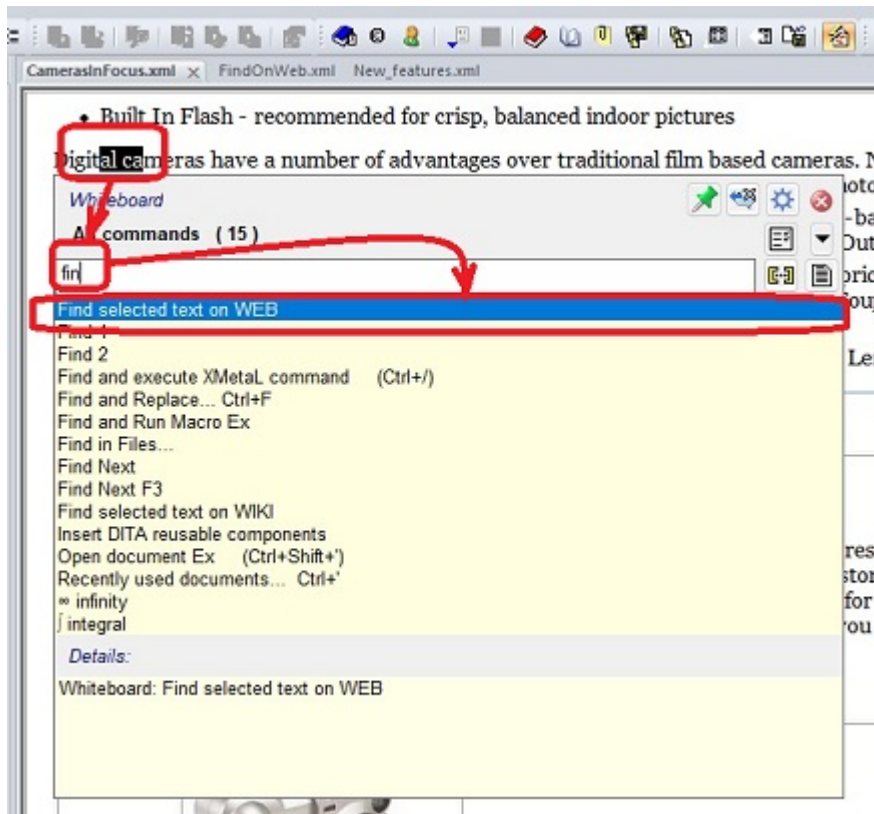 CamerasInFocus.xml x FindOnWeb.xml New_features.xml
• Built In Flash - recommended for crisp, balanced indoor pictures
Digital cameras have a number of advantages over traditional film based cameras. N
Whiteboard
All commands (15)
fin
Find selected text on WEB
Find 1
Find 2
Find and execute XMetaL command (Ctrl+/)
Find and Replace... Ctrl+F
Find and Run Macro Ex
Find in Files...
Find Next
Find Next F3
Find selected text on WIKI
Insert DITA reusable components
Open document Ex (Ctrl+Shift+')
Recently used documents... Ctrl+'
∞ infinity
∫ integral
Details:
Whiteboard: Find selected text on WEB